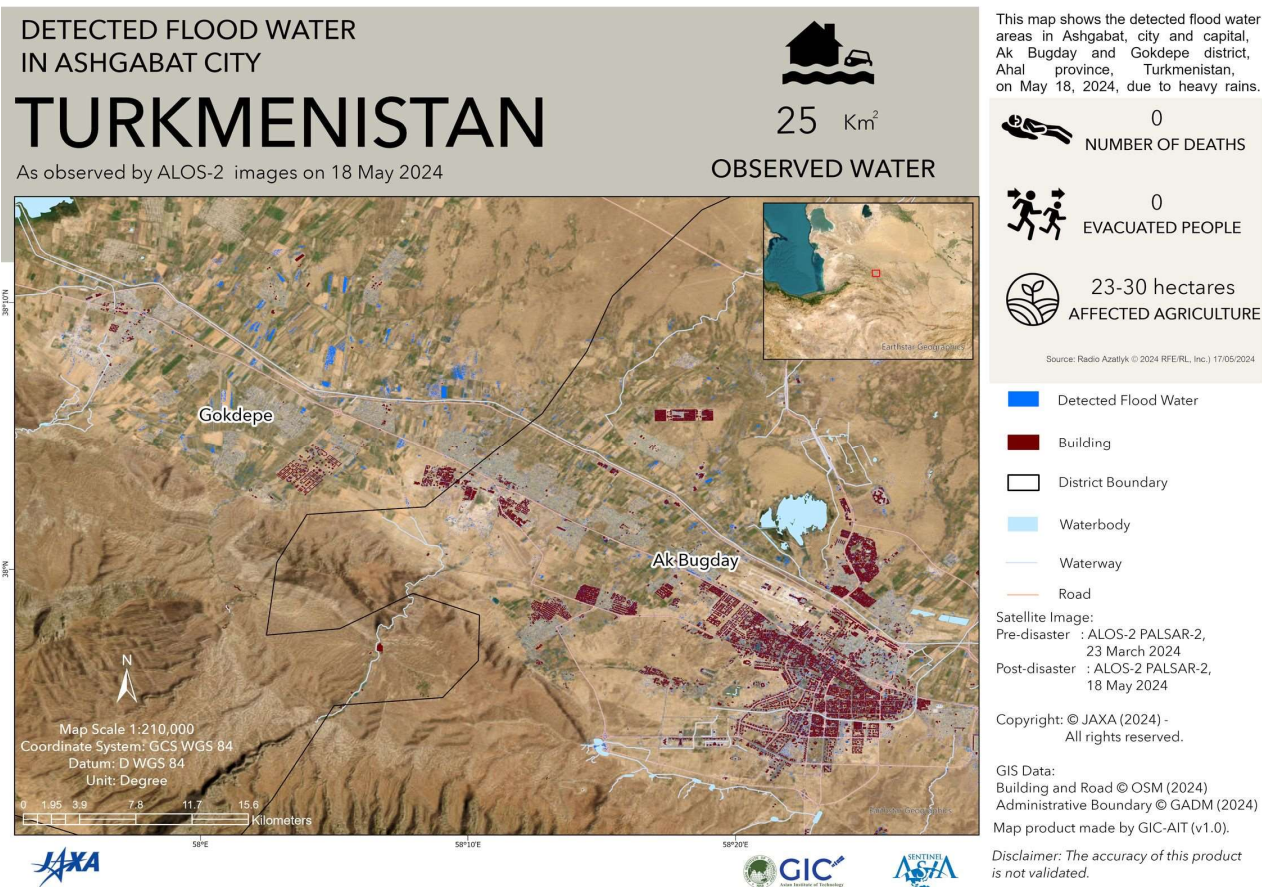 DETECTED FLOOD WATER
IN ASHGABAT CITY
TURKMENISTAN
As observed by ALOS-2 images on 18 May 2024
25 Km²
OBSERVED WATER
This map shows the detected flood water
areas in Ashgabat, city and capital,
Ak Bugday and Gokdepe district,
Ahal province, Turkmenistan,
on May 18, 2024, due to heavy rains.
0
NUMBER OF DEATHS
0
EVACUATED PEOPLE
23-30 hectares
AFFECTED AGRICULTURE
Source: Radio Azatlyk © 2024 RFE/RL, Inc.) 17/05/2024
Detected Flood Water
Building
District Boundary
Waterbody
Waterway
Road
Satellite Image:
Pre-disaster : ALOS-2 PALSAR-2,
23 March 2024
Post-disaster : ALOS-2 PALSAR-2,
18 May 2024
Copyright: © JAXA (2024) -
All rights reserved.
GIS Data:
Building and Road © OSM (2024)
Administrative Boundary © GADM (2024)
Map product made by GIC-AIT (v1.0).
Disclaimer: The accuracy of this product
is not validated.
Earthstar Geographics
38°10'N
38°N
Gokdepe
Ak Bugday
N
Map Scale 1:210,000
Coordinate System: GCS WGS 84
Datum: D WGS 84
Unit: Degree
0 1.95 3.9 7.8 11.7 15.6
Kilometers
Earthstar Geographics
58°E
58°10'E
58°20'E
JAXA
GIC
Asian Institute of Technology
SENTINEL
ASIA